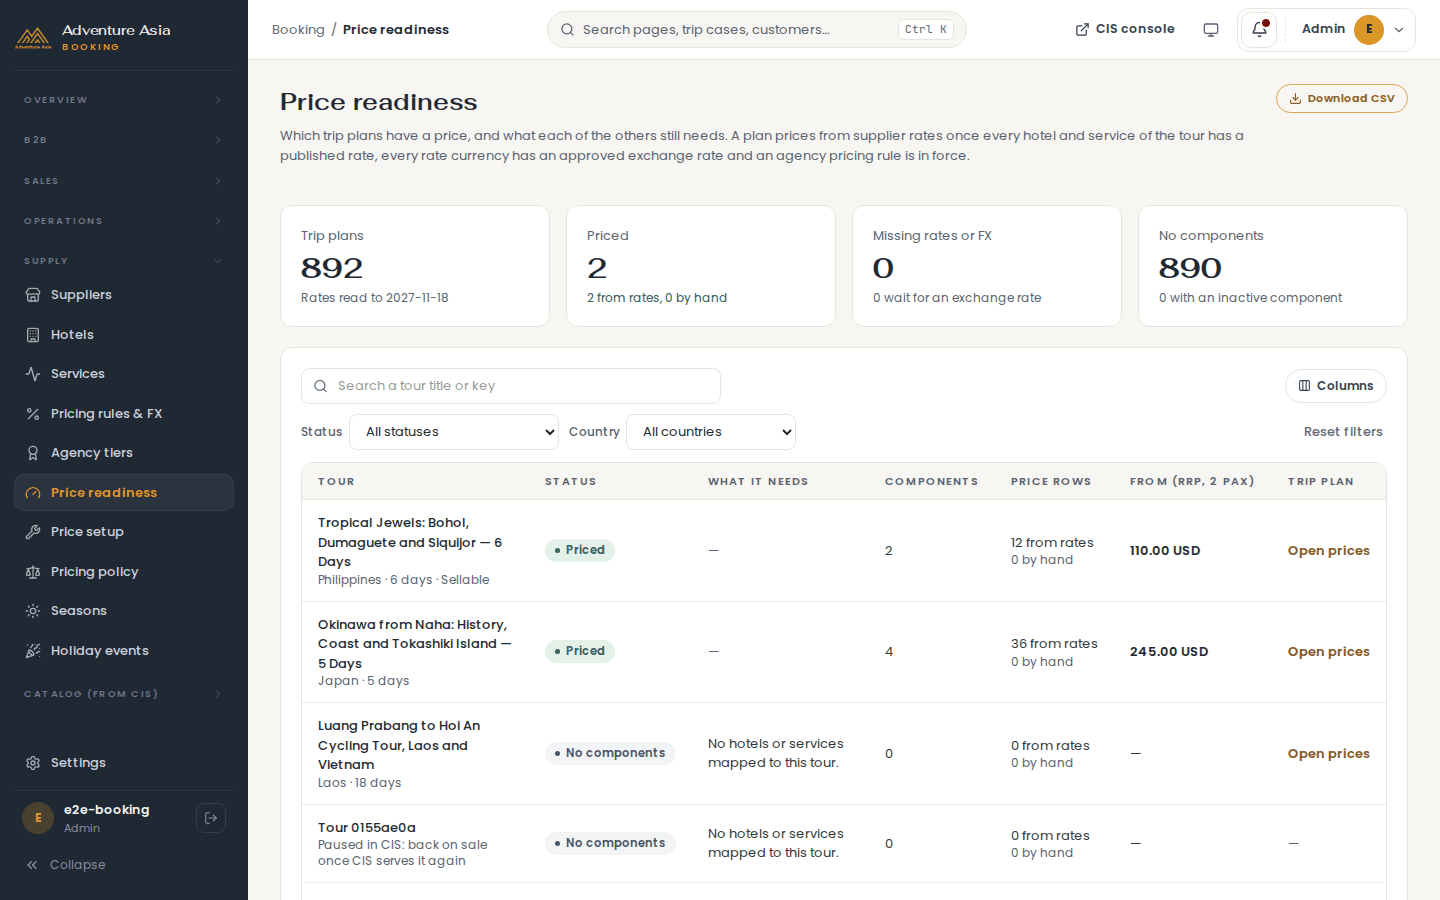 Adventure Asia
BOOKING
Adventure Asia
OVERVIEW
B2B
SALES
OPERATIONS
SUPPLY
Suppliers
Hotels
Services
Pricing rules & FX
Agency tiers
Price readiness
Price setup
Pricing policy
Seasons
Holiday events
CATALOG (FROM CIS)
Settings
E
e2e-booking
Admin
Collapse
Booking / Price readiness
Search pages, trip cases, customers...
Ctrl K
CIS console
Admin
E
Price readiness
Download CSV
Which trip plans have a price, and what each of the others still needs. A plan prices from supplier rates once every hotel and service of the tour has a
published rate, every rate currency has an approved exchange rate and an agency pricing rule is in force.
Trip plans
892
Rates read to 2027-11-18
Priced
2
2 from rates, 0 by hand
Missing rates or FX
0
0 wait for an exchange rate
No components
890
0 with an inactive component
Search a tour title or key
Columns
Status
All statuses
Country
All countries
Reset filters
TOUR STATUS WHAT IT NEEDS COMPONENTS PRICE ROWS FROM (RRP, 2 PAX) TRIP PLAN
Tropical Jewels: Bohol,
Dumaguete and Siquijor — 6
Days
Philippines · 6 days · Sellable
Priced
—
2
12 from rates
0 by hand
110.00 USD
Open prices
Okinawa from Naha: History,
Coast and Tokashiki Island —
5 Days
Japan · 5 days
Priced
—
4
36 from rates
0 by hand
245.00 USD
Open prices
Luang Prabang to Hoi An
Cycling Tour, Laos and
Vietnam
Laos · 18 days
No components
No hotels or services
mapped to this tour.
0
0 from rates
0 by hand
—
Open prices
Tour 0155ae0a
Paused in CIS: back on sale
once CIS serves it again
No components
No hotels or services
mapped to this tour.
0
0 from rates
0 by hand
—
—